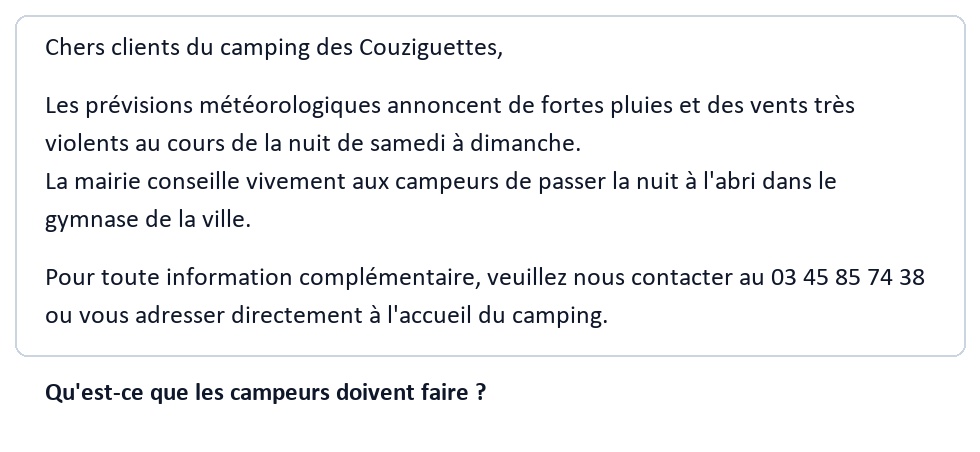 Chers clients du camping des Couziguettes,
Les prévisions météorologiques annoncent de fortes pluies et des vents très
violents au cours de la nuit de samedi à dimanche.
La mairie conseille vivement aux campeurs de passer la nuit à l'abri dans le
gymnase de la ville.
Pour toute information complémentaire, veuillez nous contacter au 03 45 85 74 38
ou vous adresser directement à l'accueil du camping.
Qu'est-ce que les campeurs doivent faire ?